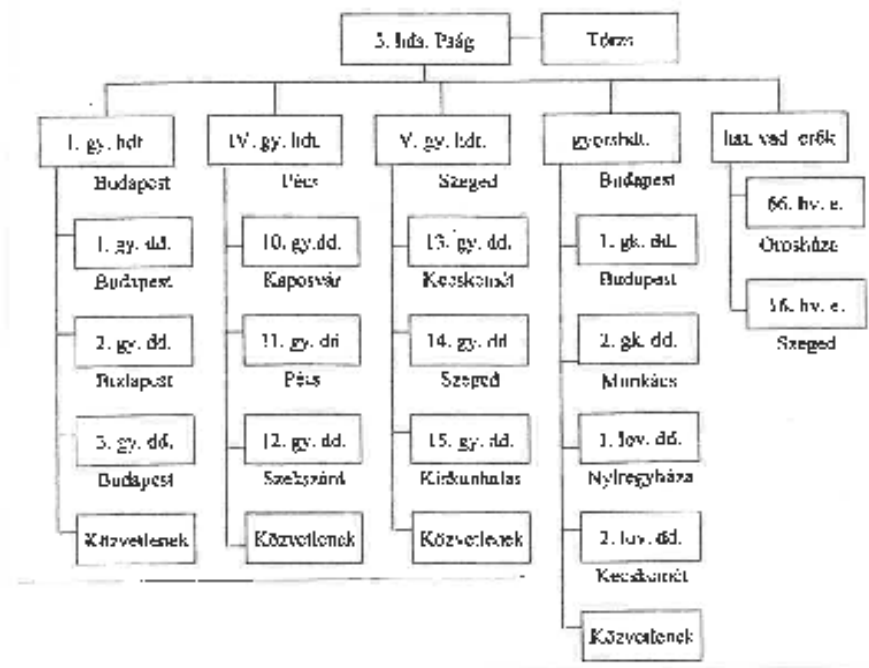 3. hds. Pság
Törzs
I. gy. hdt
Budapest
1. gy. dd.
Budapest
2. gy. dd.
Budapest
3. gy. dd.
Budapest
Közvetlenek
IV. gy. hdt.
Pécs
10. gy.dd.
Kaposvár
11. gy. dd
Pécs
12. gy. dd.
Szekszárd
Közvetlenek
V. gy. hdt.
Szeged
13. gy. dd.
Kecskemét
14. gy. dd
Szeged
15. gy. dd.
Kiskunhalas
Közvetlenek
gyorshdt.
Budapest
1. gk. dd.
Budapest
2. gk. dd.
Munkács
1. lov. dd.
Nyíregyháza
2. lov. dd.
Kecskemét
Közvetlenek
hat. vad. erők
66. hv. e.
Orosháza
hv. e.
Szeged